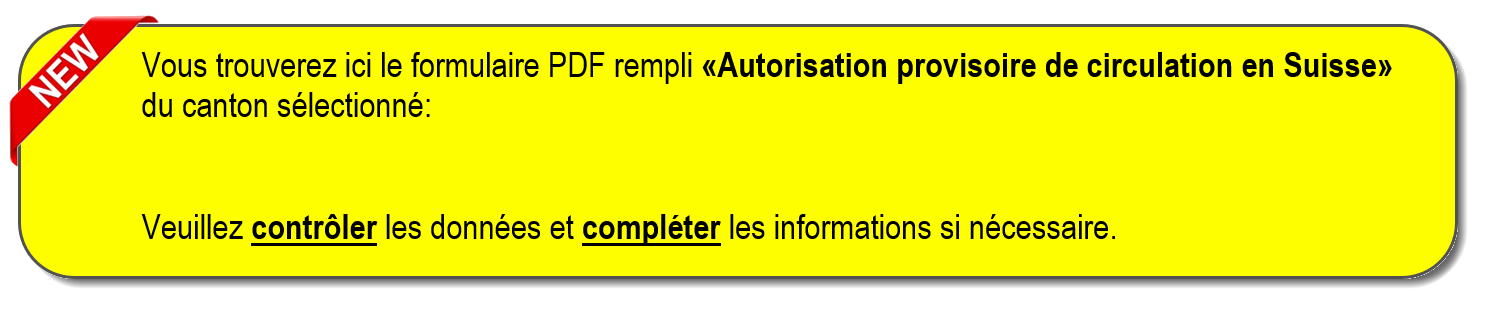 NEW
Vous trouverez ici le formulaire PDF rempli «Autorisation provisoire de circulation en Suisse»
du canton sélectionné:
Veuillez contrôler les données et compléter les informations si nécessaire.